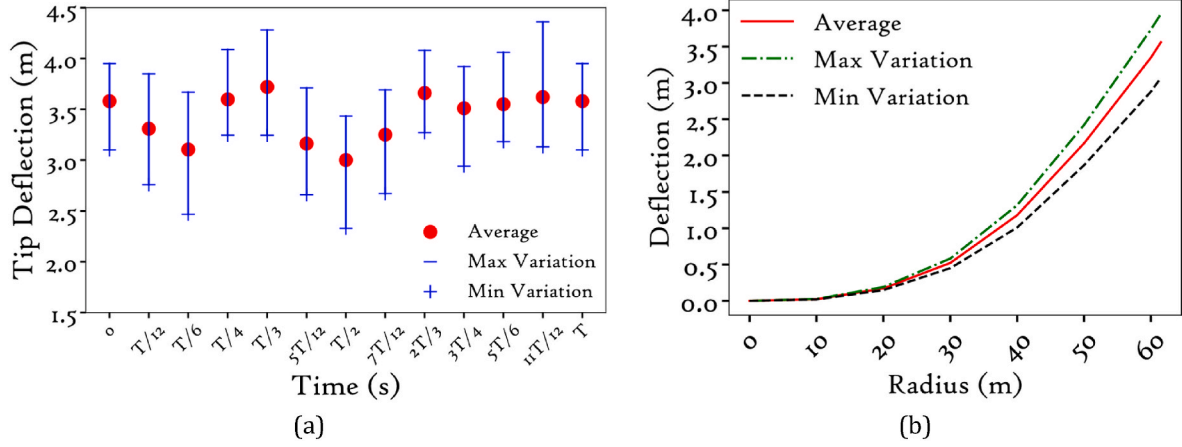 Tip Deflection (m)
4.5
4.0
3.5
3.0
2.5
2.0
1.5
Average
Max Variation
Min Variation
0 T/12 T/6 T/4 T/3 5T/12 T/2 7T/12 2T/3 3T/4 5T/6 11T/12 T
Time (s)
(a)
Deflection (m)
4.0
3.5
3.0
2.5
2.0
1.5
1.0
0.5
0.0
Average
Max Variation
Min Variation
0 10 20 30 40 50 60
Radius (m)
(b)